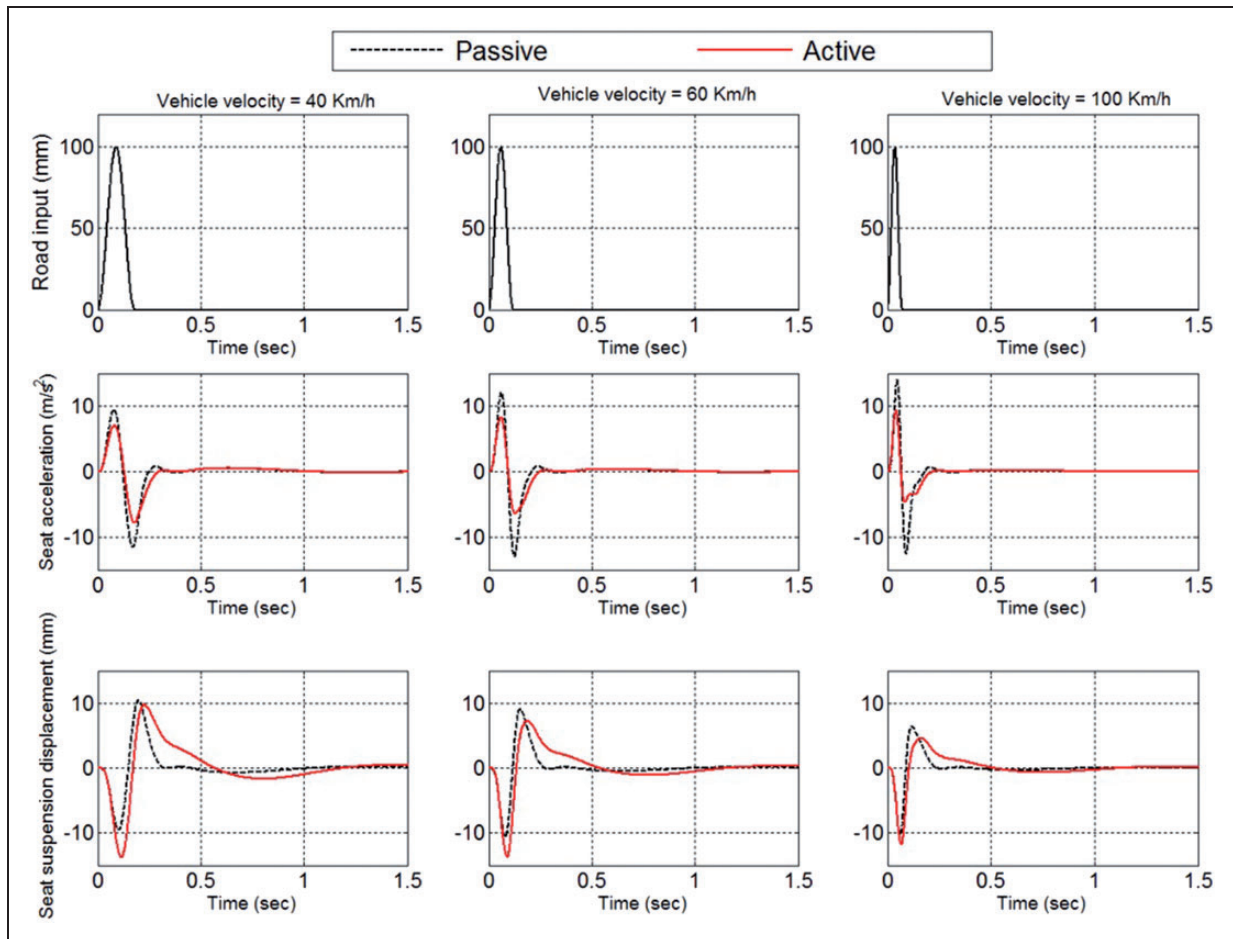 Passive Active
Vehicle velocity = 40 Km/h Vehicle velocity = 60 Km/h Vehicle velocity = 100 Km/h
Road input (mm)
100 100 100
50 50 50
0 0 0
0 0.5 1 1.5 0 0.5 1 1.5 0 0.5 1 1.5
Time (sec) Time (sec) Time (sec)
Seat acceleration (m/s²)
10 10 10
0 0 0
-10 -10 -10
0 0.5 1 1.5 0 0.5 1 1.5 0 0.5 1 1.5
Time (sec) Time (sec) Time (sec)
Seat suspension displacement (mm)
10 10 10
0 0 0
-10 -10 -10
0 0.5 1 1.5 0 0.5 1 1.5 0 0.5 1 1.5
Time (sec) Time (sec) Time (sec)